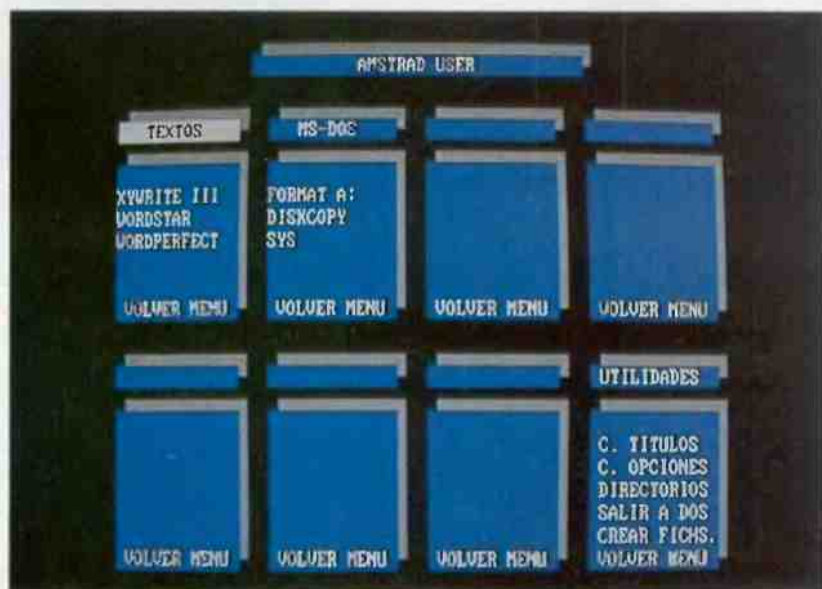 AMSTRAD USER
TEXTOS
XYWRITE III
WORDSTAR
WORDPERFECT
VOLVER MENU
MS-DOS
FORMAT A:
DISKCOPY
SYS
VOLVER MENU
VOLVER MENU
VOLVER MENU
VOLVER MENU
VOLVER MENU
VOLVER MENU
UTILIDADES
C. TITULOS
C. OPCIONES
DIRECTORIOS
SALIR A DOS
CREAR FICHS.
VOLVER MENU